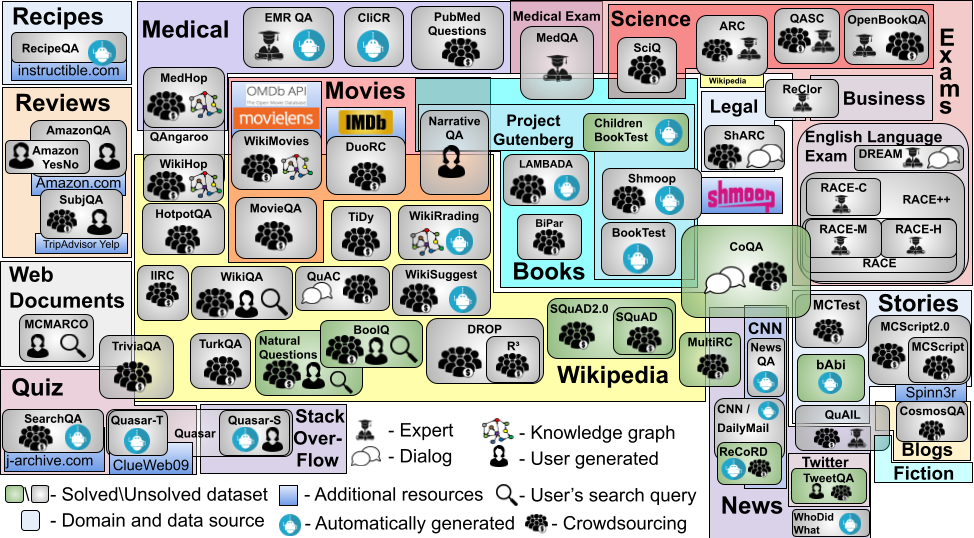 Recipes
RecipeQA
instructible.com
Reviews
AmazonQA
Amazon
YesNo
Amazon.com
SubjQA
TripAdvisor Yelp
Web
Documents
MCMARCO
Quiz
SearchQA
j-archive.com
Quasar-T
ClueWeb09
Quasar
Quasar-S
Stack
Over-
Flow
TriviaQA
Medical
EMR QA
CliCR
PubMed
Questions
Medical Exam
MedQA
MedHop
QAngaroo
WikiHop
HotpotQA
Movies
OMDb API
The Open Movie Database
movielens
IMDb
WikiMovies
DuoRC
Narrative
QA
MovieQA
TiDy
WikiRrading
IIRC
WikiQA
QuAC
WikiSuggest
TurkQA
Natural
Questions
BoolQ
DROP
R³
SQuAD2.0
SQuAD
Wikipedia
MultiRC
Project
Gutenberg
Children
BookTest
LAMBADA
Shmoop
BiPar
BookTest
Books
shmoop
CoQA
Science
SciQ
ARC
Wikipedia
QASC
OpenBookQA
Exams
Legal
ShARC
ReClor
Business
English Language
Exam
DREAM
RACE-C
RACE++
RACE-M
RACE-H
RACE
MCTest
Stories
MCScript2.0
MCScript
Spinn3r
bAbi
QuAIL
CosmosQA
Blogs
Fiction
CNN
News
QA
CNN /
DailyMail
ReCoRD
News
Twitter
TweetQA
WhoDid
What
- Expert
- Dialog
- Knowledge graph
- User generated
\ - Solved\Unsolved dataset
- Additional resources
- User's search query
- Domain and data source
- Automatically generated
- Crowdsourcing